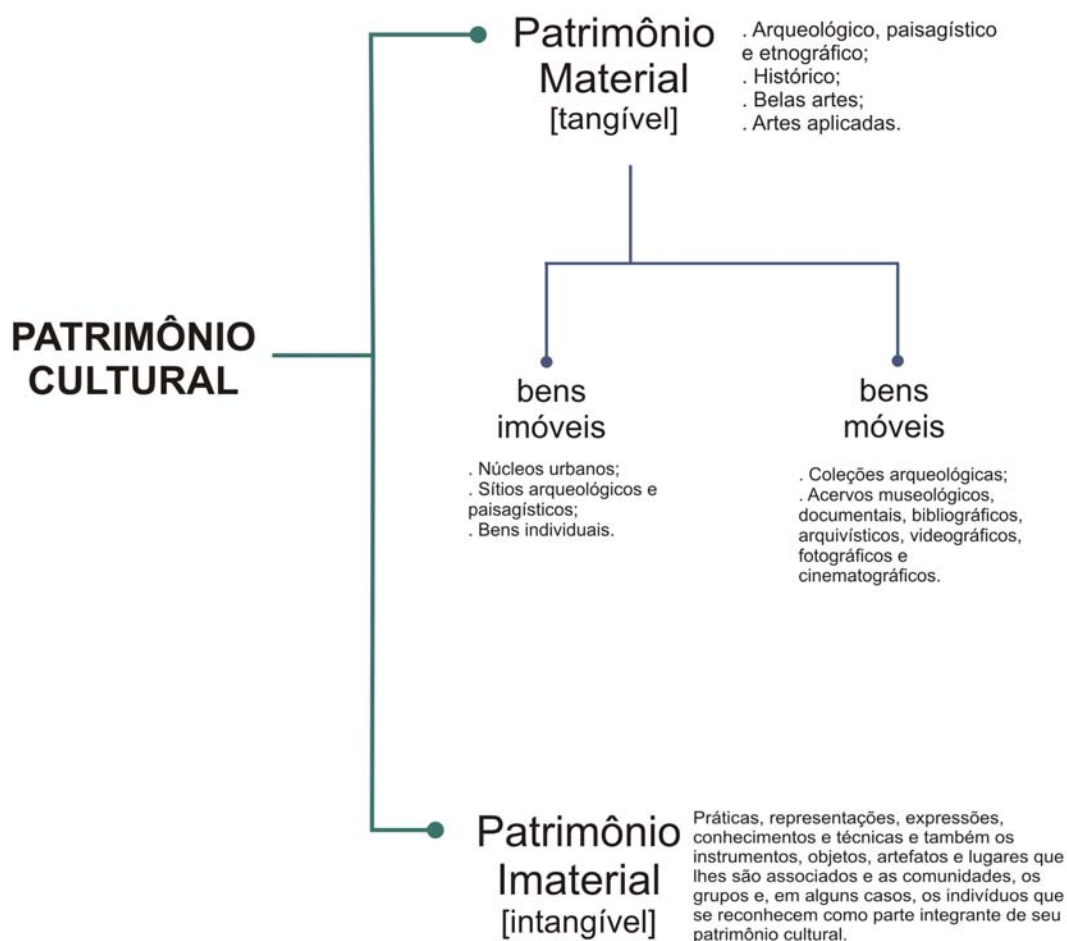 Patrimônio
Material
[tangível]
. Arqueológico, paisagístico
e etnográfico;
. Histórico;
. Belas artes;
. Artes aplicadas.
PATRIMÔNIO
CULTURAL
bens
imóveis
. Núcleos urbanos;
. Sítios arqueológicos e
paisagísticos;
. Bens individuais.
bens
móveis
. Coleções arqueológicas;
. Acervos museológicos,
documentais, bibliográficos,
arquivísticos, videográficos,
fotográficos e
cinematográficos.
Patrimônio
Imaterial
[intangível]
Práticas, representações, expressões,
conhecimentos e técnicas e também os
instrumentos, objetos, artefatos e lugares que
lhes são associados e as comunidades, os
grupos e, em alguns casos, os indivíduos que
se reconhecem como parte integrante de seu
patrimônio cultural.